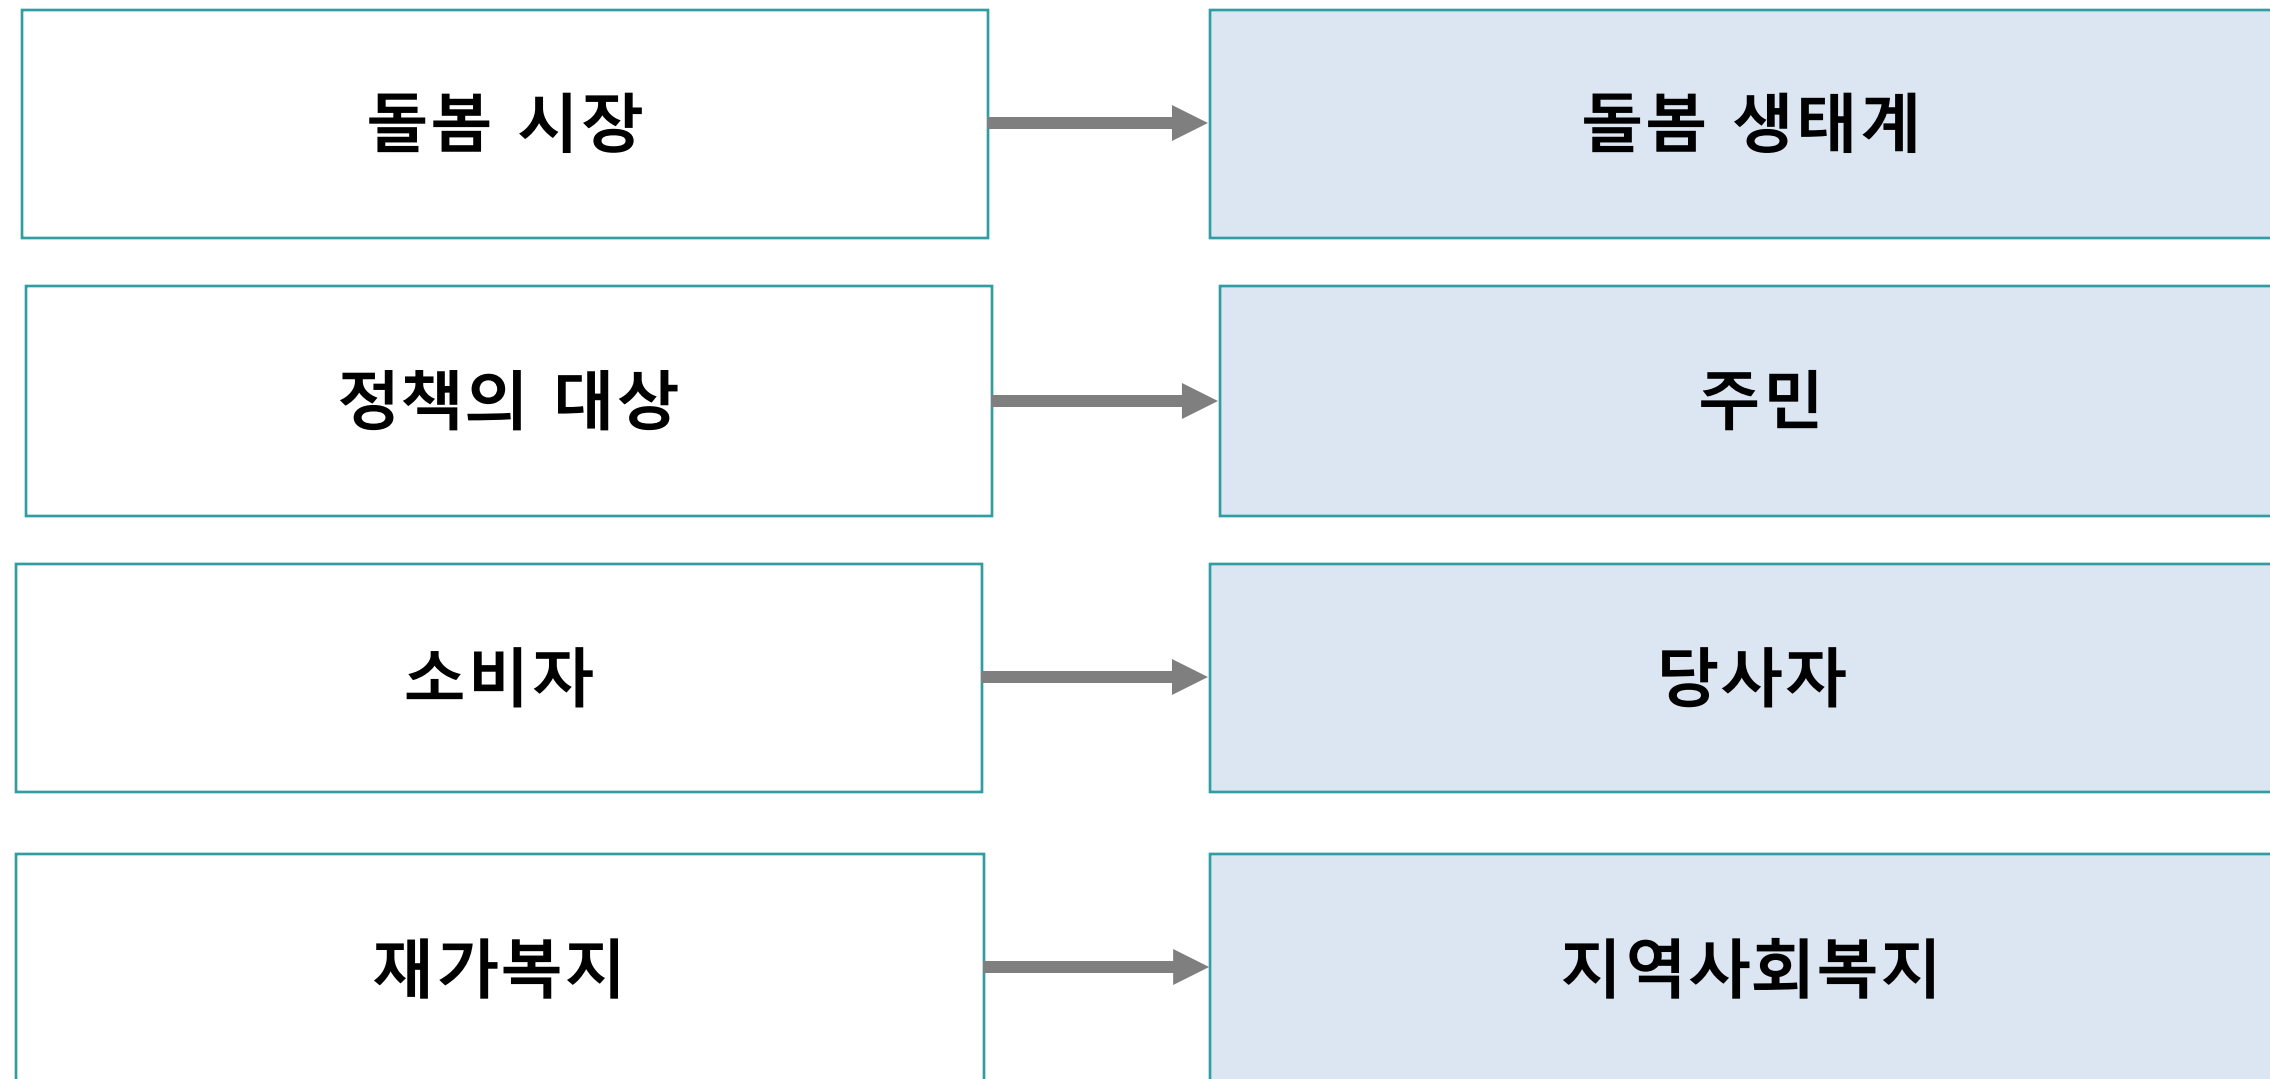 돌봄 시장
돌봄 생태계
정책의 대상
주민
소비자
당사자
재가복지
지역사회복지